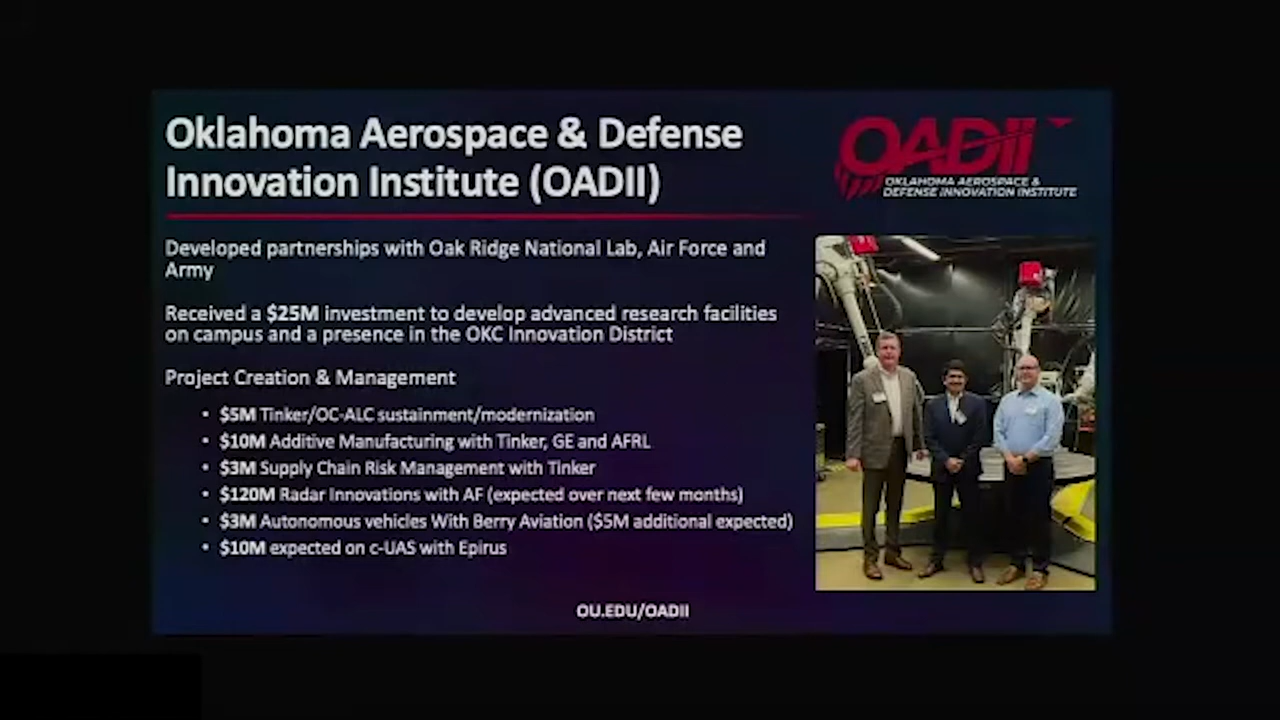 Oklahoma Aerospace & Defense
Innovation Institute (OADII)
OADII
OKLAHOMA AEROSPACE &
DEFENSE INNOVATION INSTITUTE
Developed partnerships with Oak Ridge National Lab, Air Force and
Army
Received a $25M investment to develop advanced research facilities
on campus and a presence in the OKC Innovation District
Project Creation & Management
• $5M Tinker/OC-ALC sustainment/modernization
• $10M Additive Manufacturing with Tinker, GE and AFRL
• $3M Supply Chain Risk Management with Tinker
• $120M Radar Innovations with AF (expected over next few months)
• $3M Autonomous vehicles With Berry Aviation ($5M additional expected)
• $10M expected on c-UAS with Epirus
OU.EDU/OADII